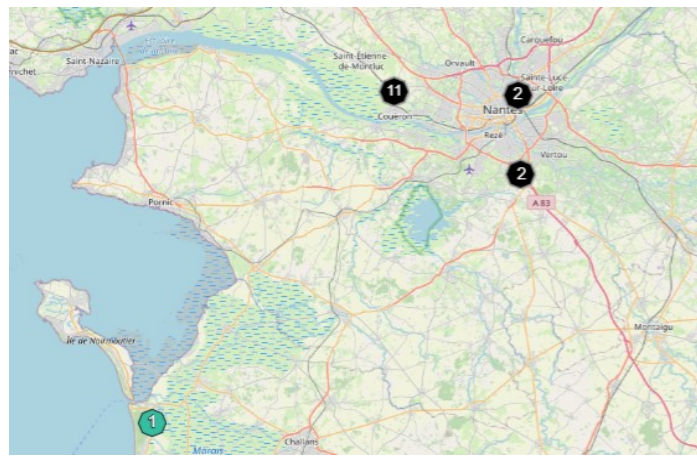 Carquefou
Saint-Étienne
de-Montluc
Orvault
Saint-Nazaire
Sainte-Luce
sur-Loire
11
2
Nantes
Couëron
Rezé
Vertou
2
A 83
Pornic
Montaigu
Île de Noirmoutier
1
Challans
Marais